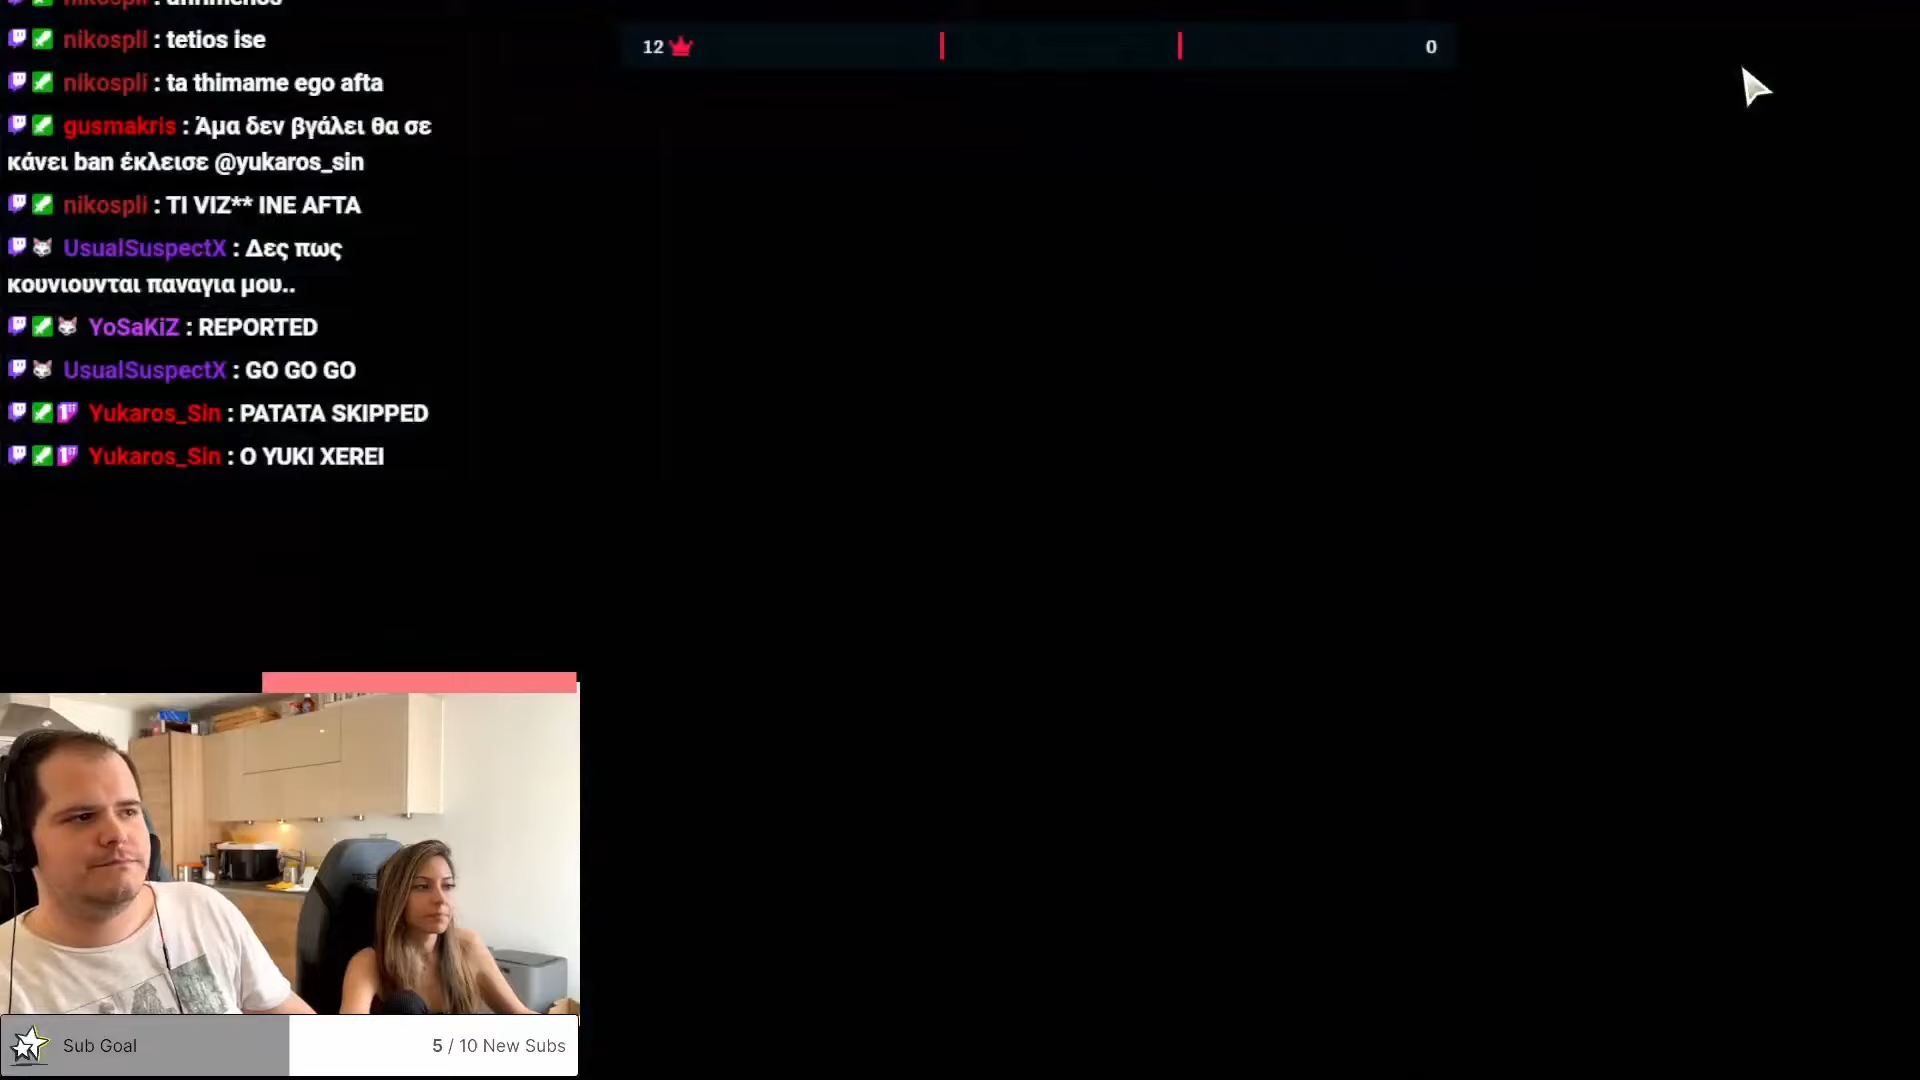 nikospli : tetios ise
12
0
nikospli : ta thimame ego afta
gusmakris : Άμα δεν βγάλει θα σε
κάνει ban έκλεισε @yukaros_sin
nikospli : TI VIZ** INE AFTA
UsualSuspectX : Δες πως
κουνιουνται παναγια μου..
YoSaKiZ : REPORTED
UsualSuspectX : GO GO GO
Yukaros_Sin : PATATA SKIPPED
Yukaros_Sin : O YUKI XEREI
Sub Goal
5 / 10 New Subs